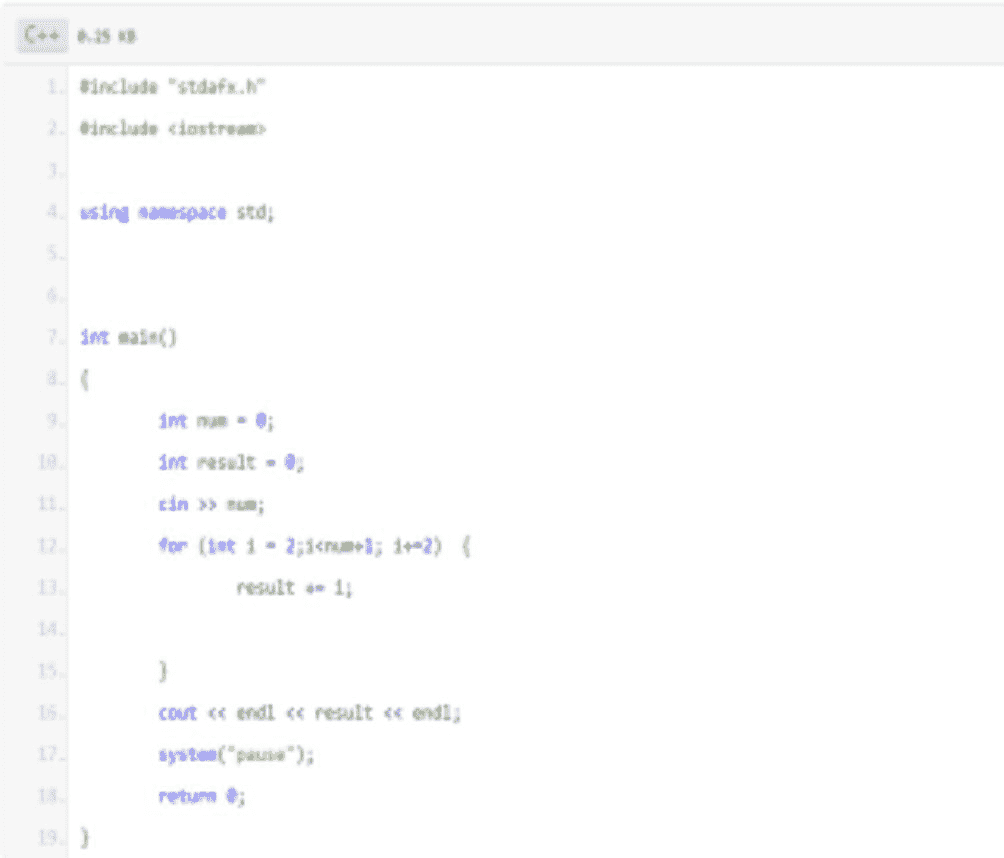 C++ 0.25 KB
1. #include "stdafx.h"
2. #include <iostream>
3.
4. using namespace std;
5.
6.
7. int main()
8. {
9. int num = 0;
10. int result = 0;
11. cin >> num;
12. for (int i = 2;i<num+1; i+=2) {
13. result += i;
14.
15. }
16. cout << endl << result << endl;
17. system("pause");
18. return 0;
19. }